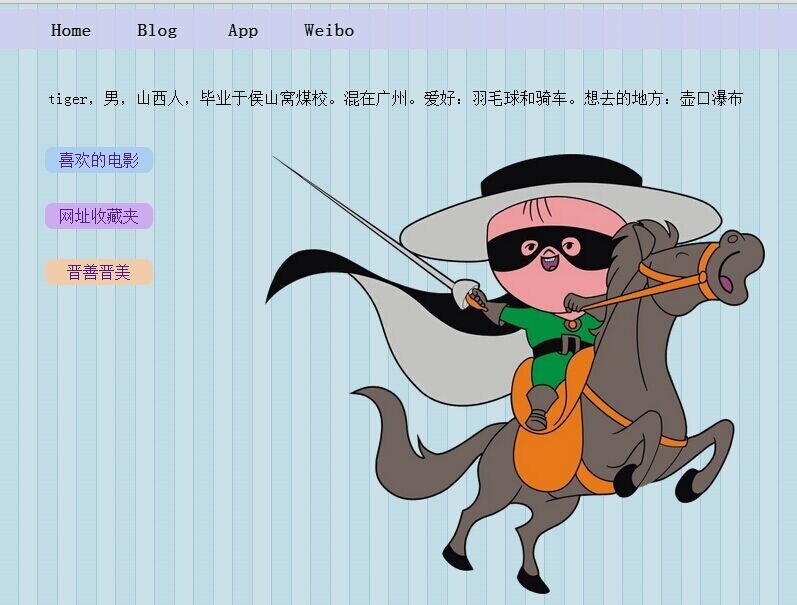 Home Blog App Weibo
tiger，男，山西人，毕业于侯山窝煤校。混在广州。爱好：羽毛球和骑车。想去的地方：壶口瀑布
喜欢的电影
网址收藏夹
晋善晋美